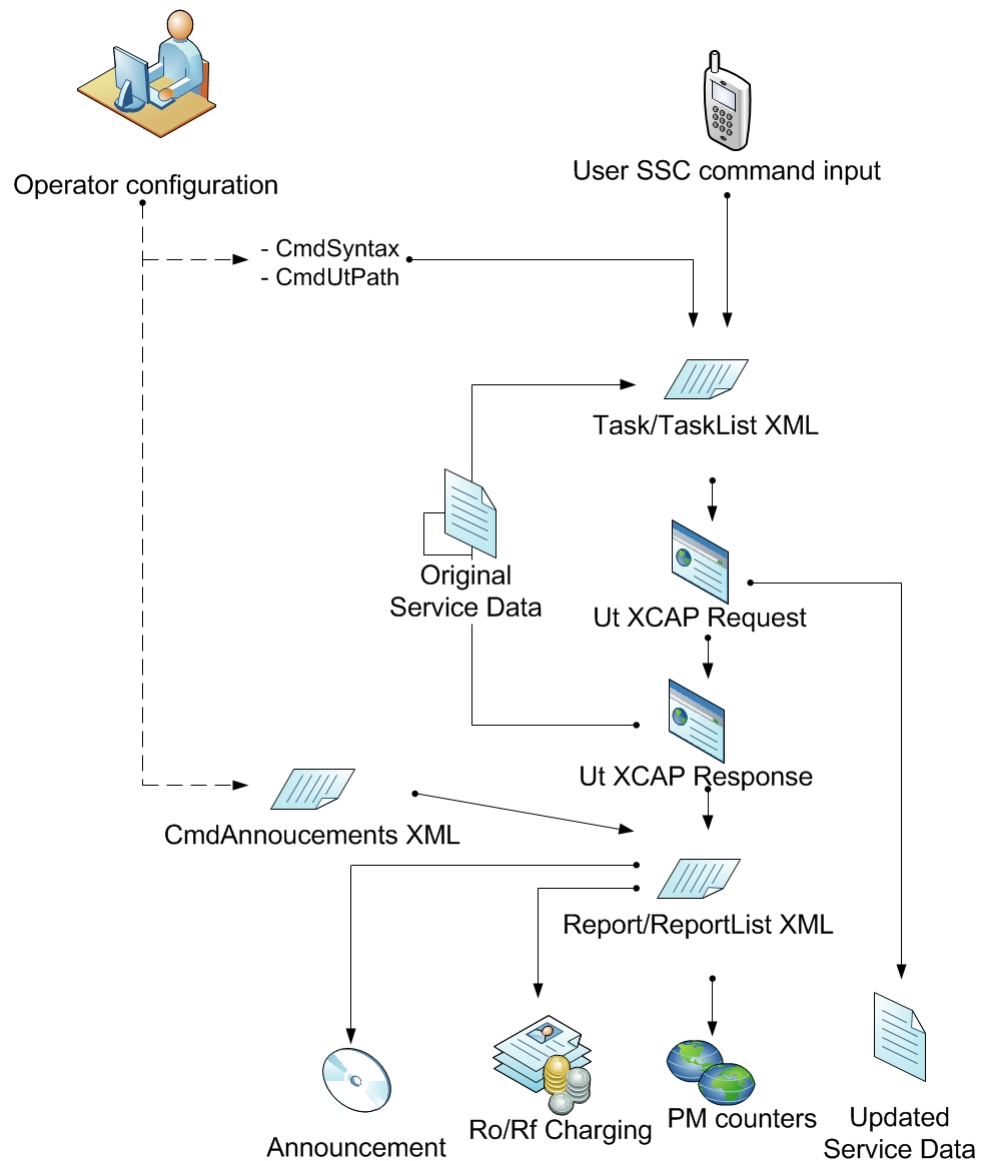 Operator configuration
User SSC command input
- CmdSyntax
- CmdUtPath
Task/TaskList XML
Original
Service Data
Ut XCAP Request
Ut XCAP Response
CmdAnnoucements XML
Report/ReportList XML
Announcement
Ro/Rf Charging
PM counters
Updated
Service Data